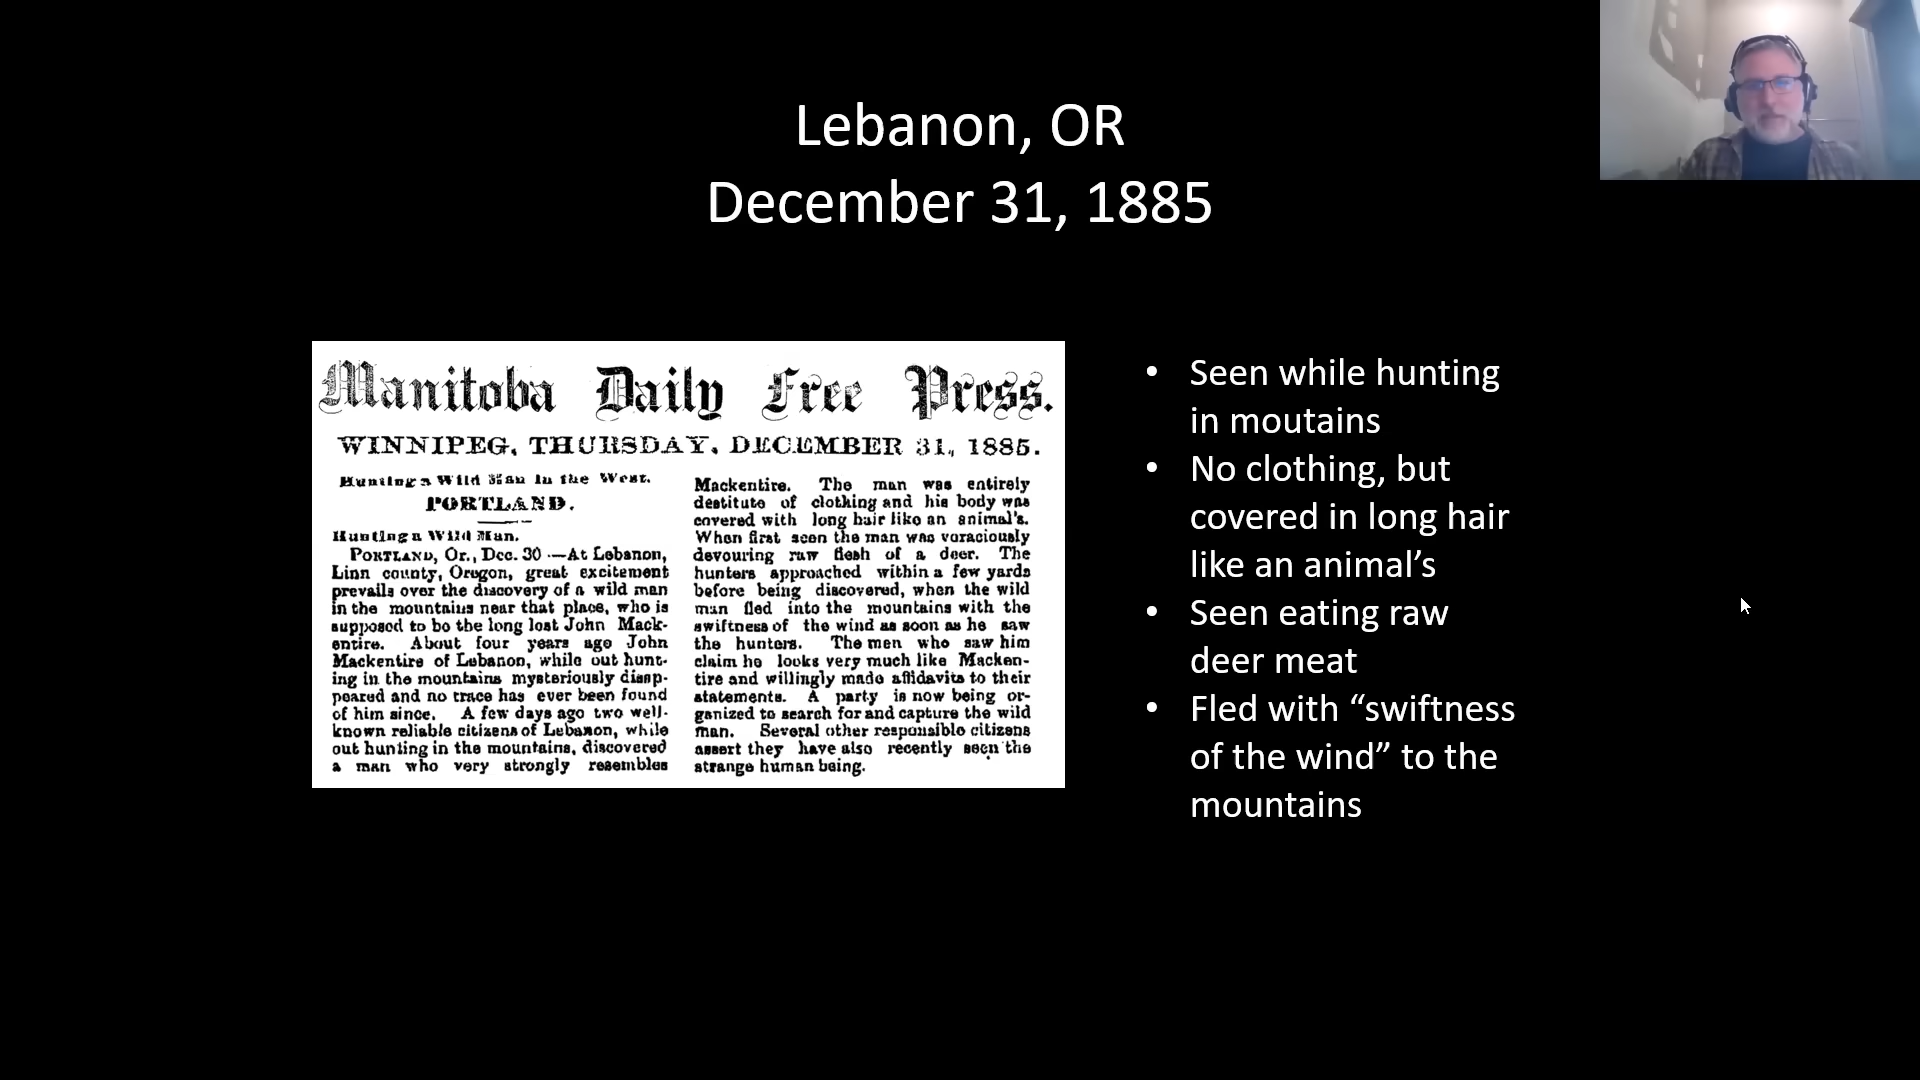 Lebanon, OR
December 31, 1885
Manitoba Daily Free Press.
WINNIPEG, THURSDAY, DECEMBER 31, 1885.
Hunting a Wild Man in the West.
PORTLAND.
Hunting a Wild Man.
PORTLAND, Or., Dec. 30.—At Lebanon,
Linn county, Oregon, great excitement
prevails over the discovery of a wild man
in the mountains near that place, who is
supposed to be the long lost John Mack-
entire. About four years ago John
Mackentire of Lebanon, while out hunt-
ing in the mountains mysteriously disap-
peared and no trace has ever been found
of him since. A few days ago two well-
known reliable citizens of Lebanon, while
out hunting in the mountains, discovered
a man who very strongly resembles
Mackentire. The man was entirely
destitute of clothing and his body was
covered with long hair like an animal's.
When first seen the man was voraciously
devouring raw flesh of a deer. The
hunters approached within a few yards
before being discovered, when the wild
man fled into the mountains with the
swiftness of the wind as soon as he saw
the hunters. The men who saw him
claim he looks very much like Macken-
tire and willingly made affidavits to their
statements. A party is now being or-
ganized to search for and capture the wild
man. Several other responsible citizens
assert they have also recently seen the
strange human being.
• Seen while hunting
in moutains
• No clothing, but
covered in long hair
like an animal’s
• Seen eating raw
deer meat
• Fled with “swiftness
of the wind” to the
mountains